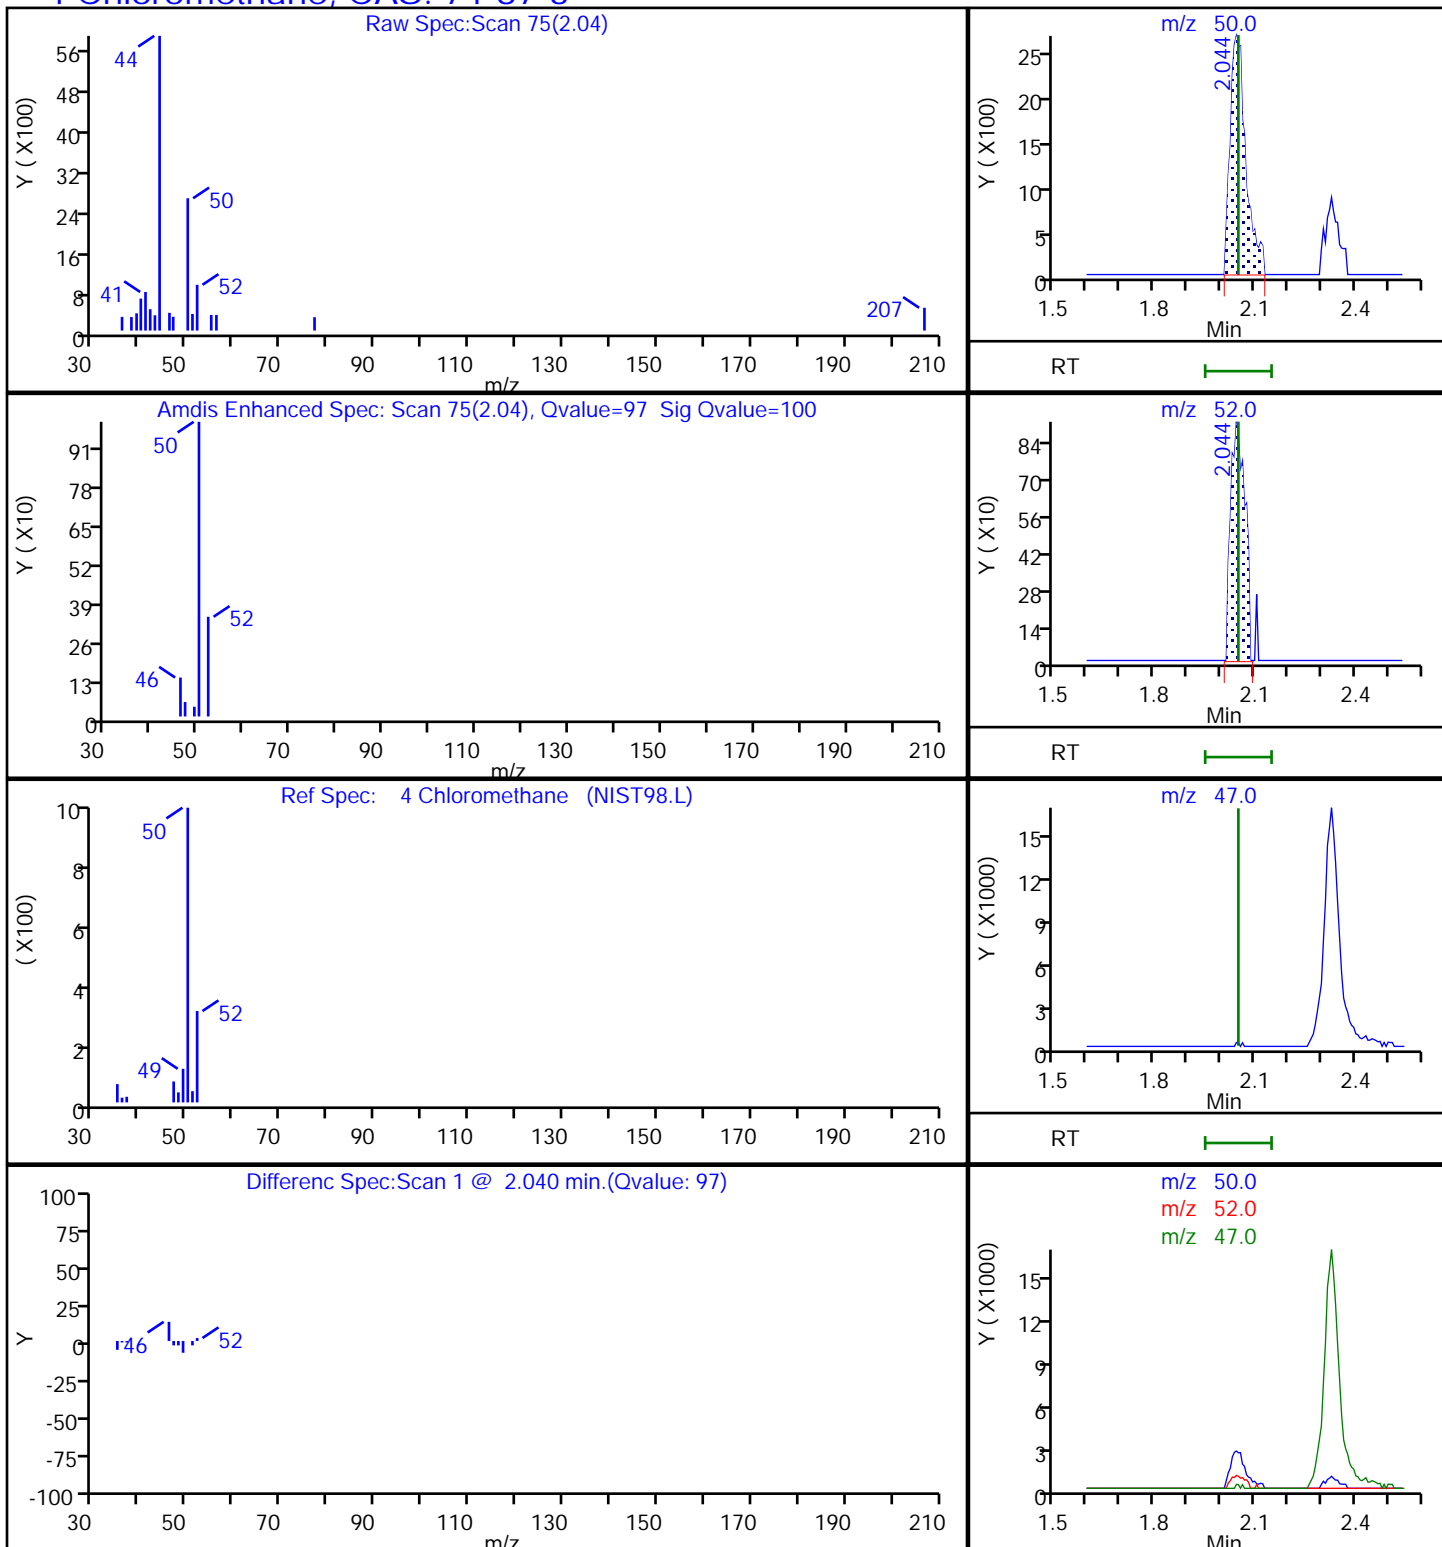 Raw Spec:Scan 75(2.04)
56
48
40
32
24
16
8
0
Y ( X100)
44
50
41
52
207
30 50 70 90 110 130 150 170 190 210
m/z
m/z 50.0
25
20
15
10
5
0
Y ( X100)
2.044
1.5 1.8 2.1 2.4
Min
RT
Amdis Enhanced Spec: Scan 75(2.04), Qvalue=97 Sig Qvalue=100
91
78
65
52
39
26
13
0
Y ( X10)
50
52
46
30 50 70 90 110 130 150 170 190 210
m/z
m/z 52.0
84
70
56
42
28
14
0
Y ( X10)
2.044
1.5 1.8 2.1 2.4
Min
RT
Ref Spec: 4 Chloromethane (NIST98.L)
10
8
6
4
2
0
( X100)
50
52
49
30 50 70 90 110 130 150 170 190 210
m/z 47.0
15
12
9
6
3
0
Y ( X1000)
1.5 1.8 2.1 2.4
Min
RT
Differenc Spec:Scan 1 @ 2.040 min.(Qvalue: 97)
100
75
50
25
0
-25
-50
-75
-100
Y
46
52
30 50 70 90 110 130 150 170 190 210
m/z
m/z 50.0
m/z 52.0
m/z 47.0
15
12
9
6
3
0
Y ( X1000)
1.5 1.8 2.1 2.4
Min